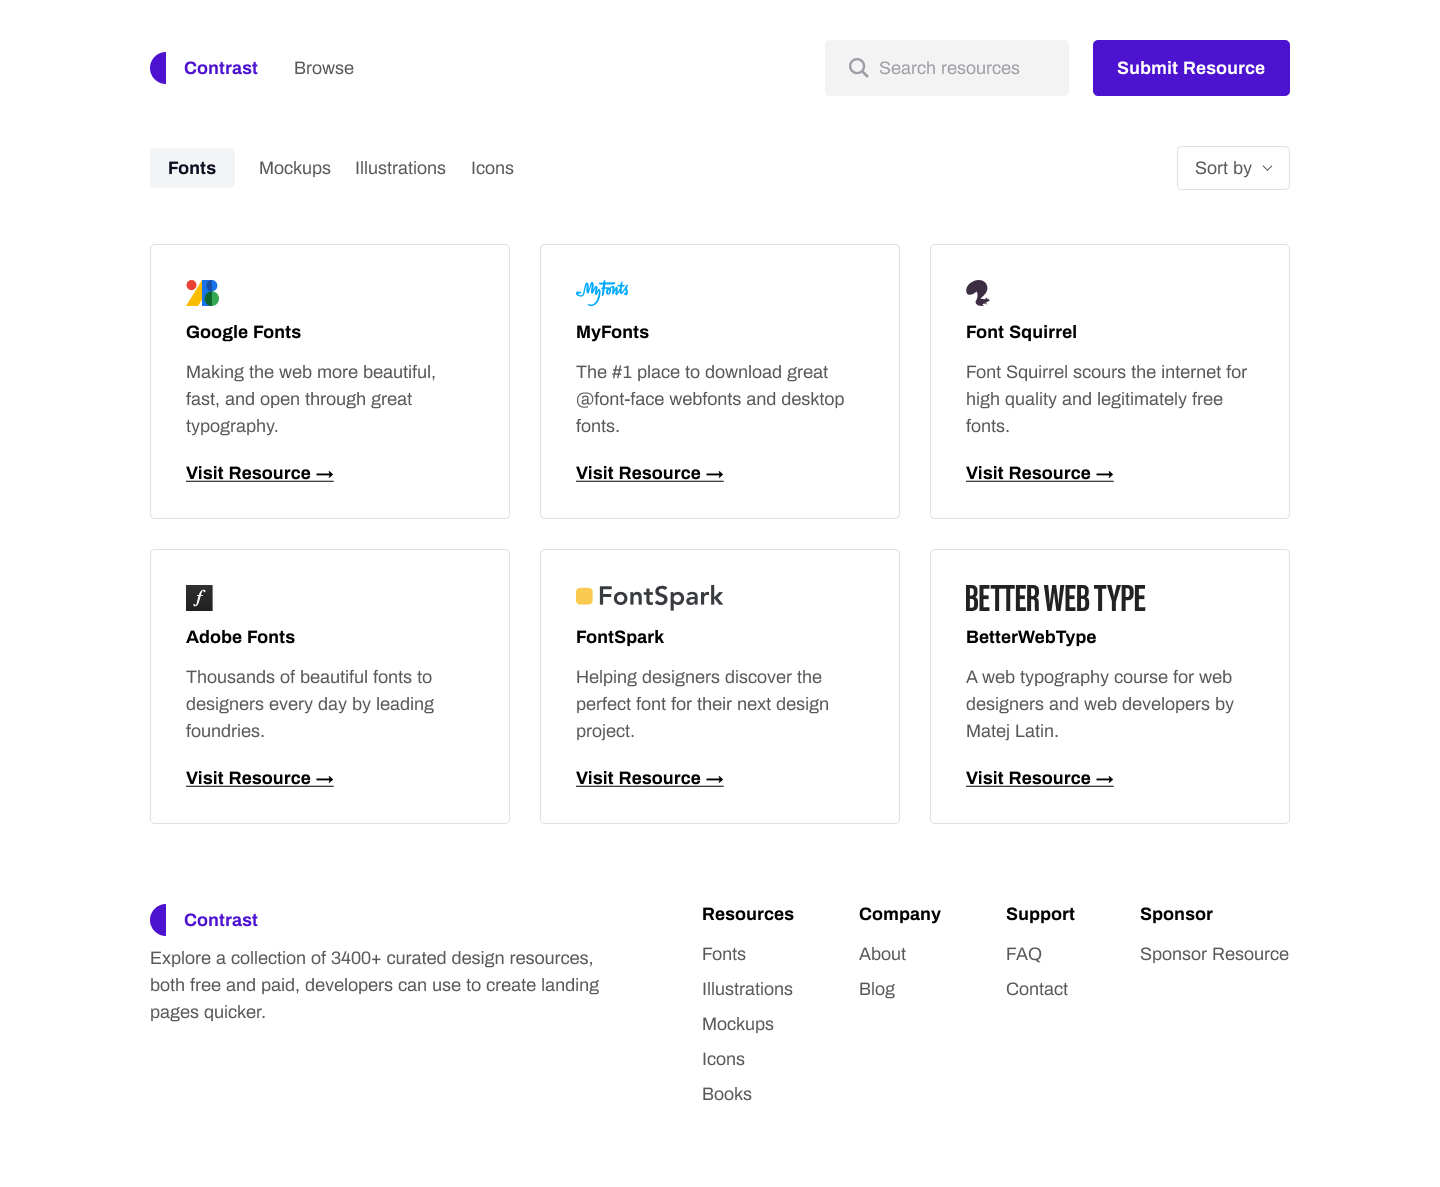 Contrast
Browse
Search resources
Submit Resource
Fonts
Mockups
Illustrations
Icons
Sort by
Google Fonts
Making the web more beautiful,
fast, and open through great
typography.
Visit Resource →
MyFonts
MyFonts
The #1 place to download great
@font-face webfonts and desktop
fonts.
Visit Resource →
Font Squirrel
Font Squirrel scours the internet for
high quality and legitimately free
fonts.
Visit Resource →
f
Adobe Fonts
Thousands of beautiful fonts to
designers every day by leading
foundries.
Visit Resource →
FontSpark
FontSpark
Helping designers discover the
perfect font for their next design
project.
Visit Resource →
BETTER WEB TYPE
BetterWebType
A web typography course for web
designers and web developers by
Matej Latin.
Visit Resource →
Contrast
Explore a collection of 3400+ curated design resources,
both free and paid, developers can use to create landing
pages quicker.
Resources
Fonts
Illustrations
Mockups
Icons
Books
Company
About
Blog
Support
FAQ
Contact
Sponsor
Sponsor Resource